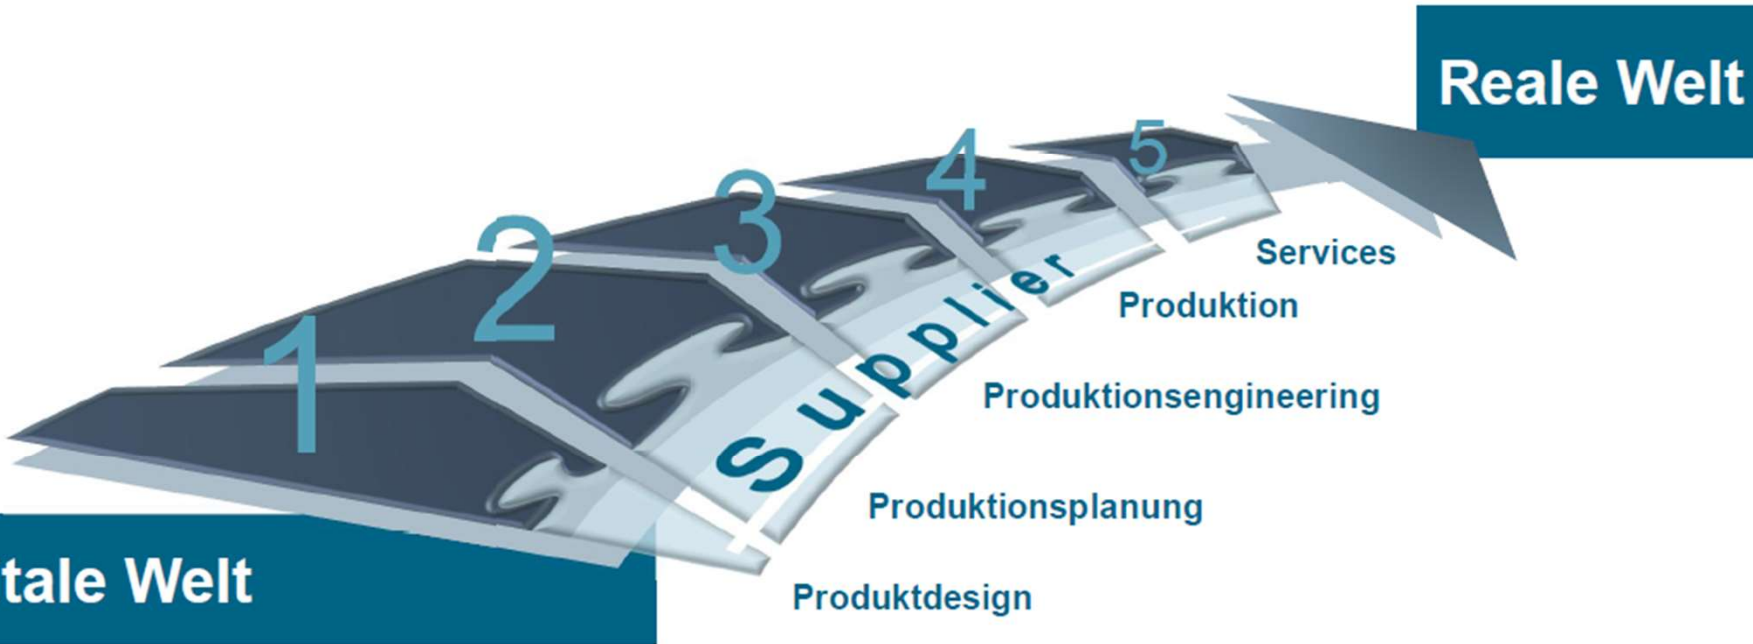 Reale Welt
1
2
3
4
5
Supplier
Services
Produktion
Produktionsengineering
Produktionsplanung
Produktdesign
tale Welt